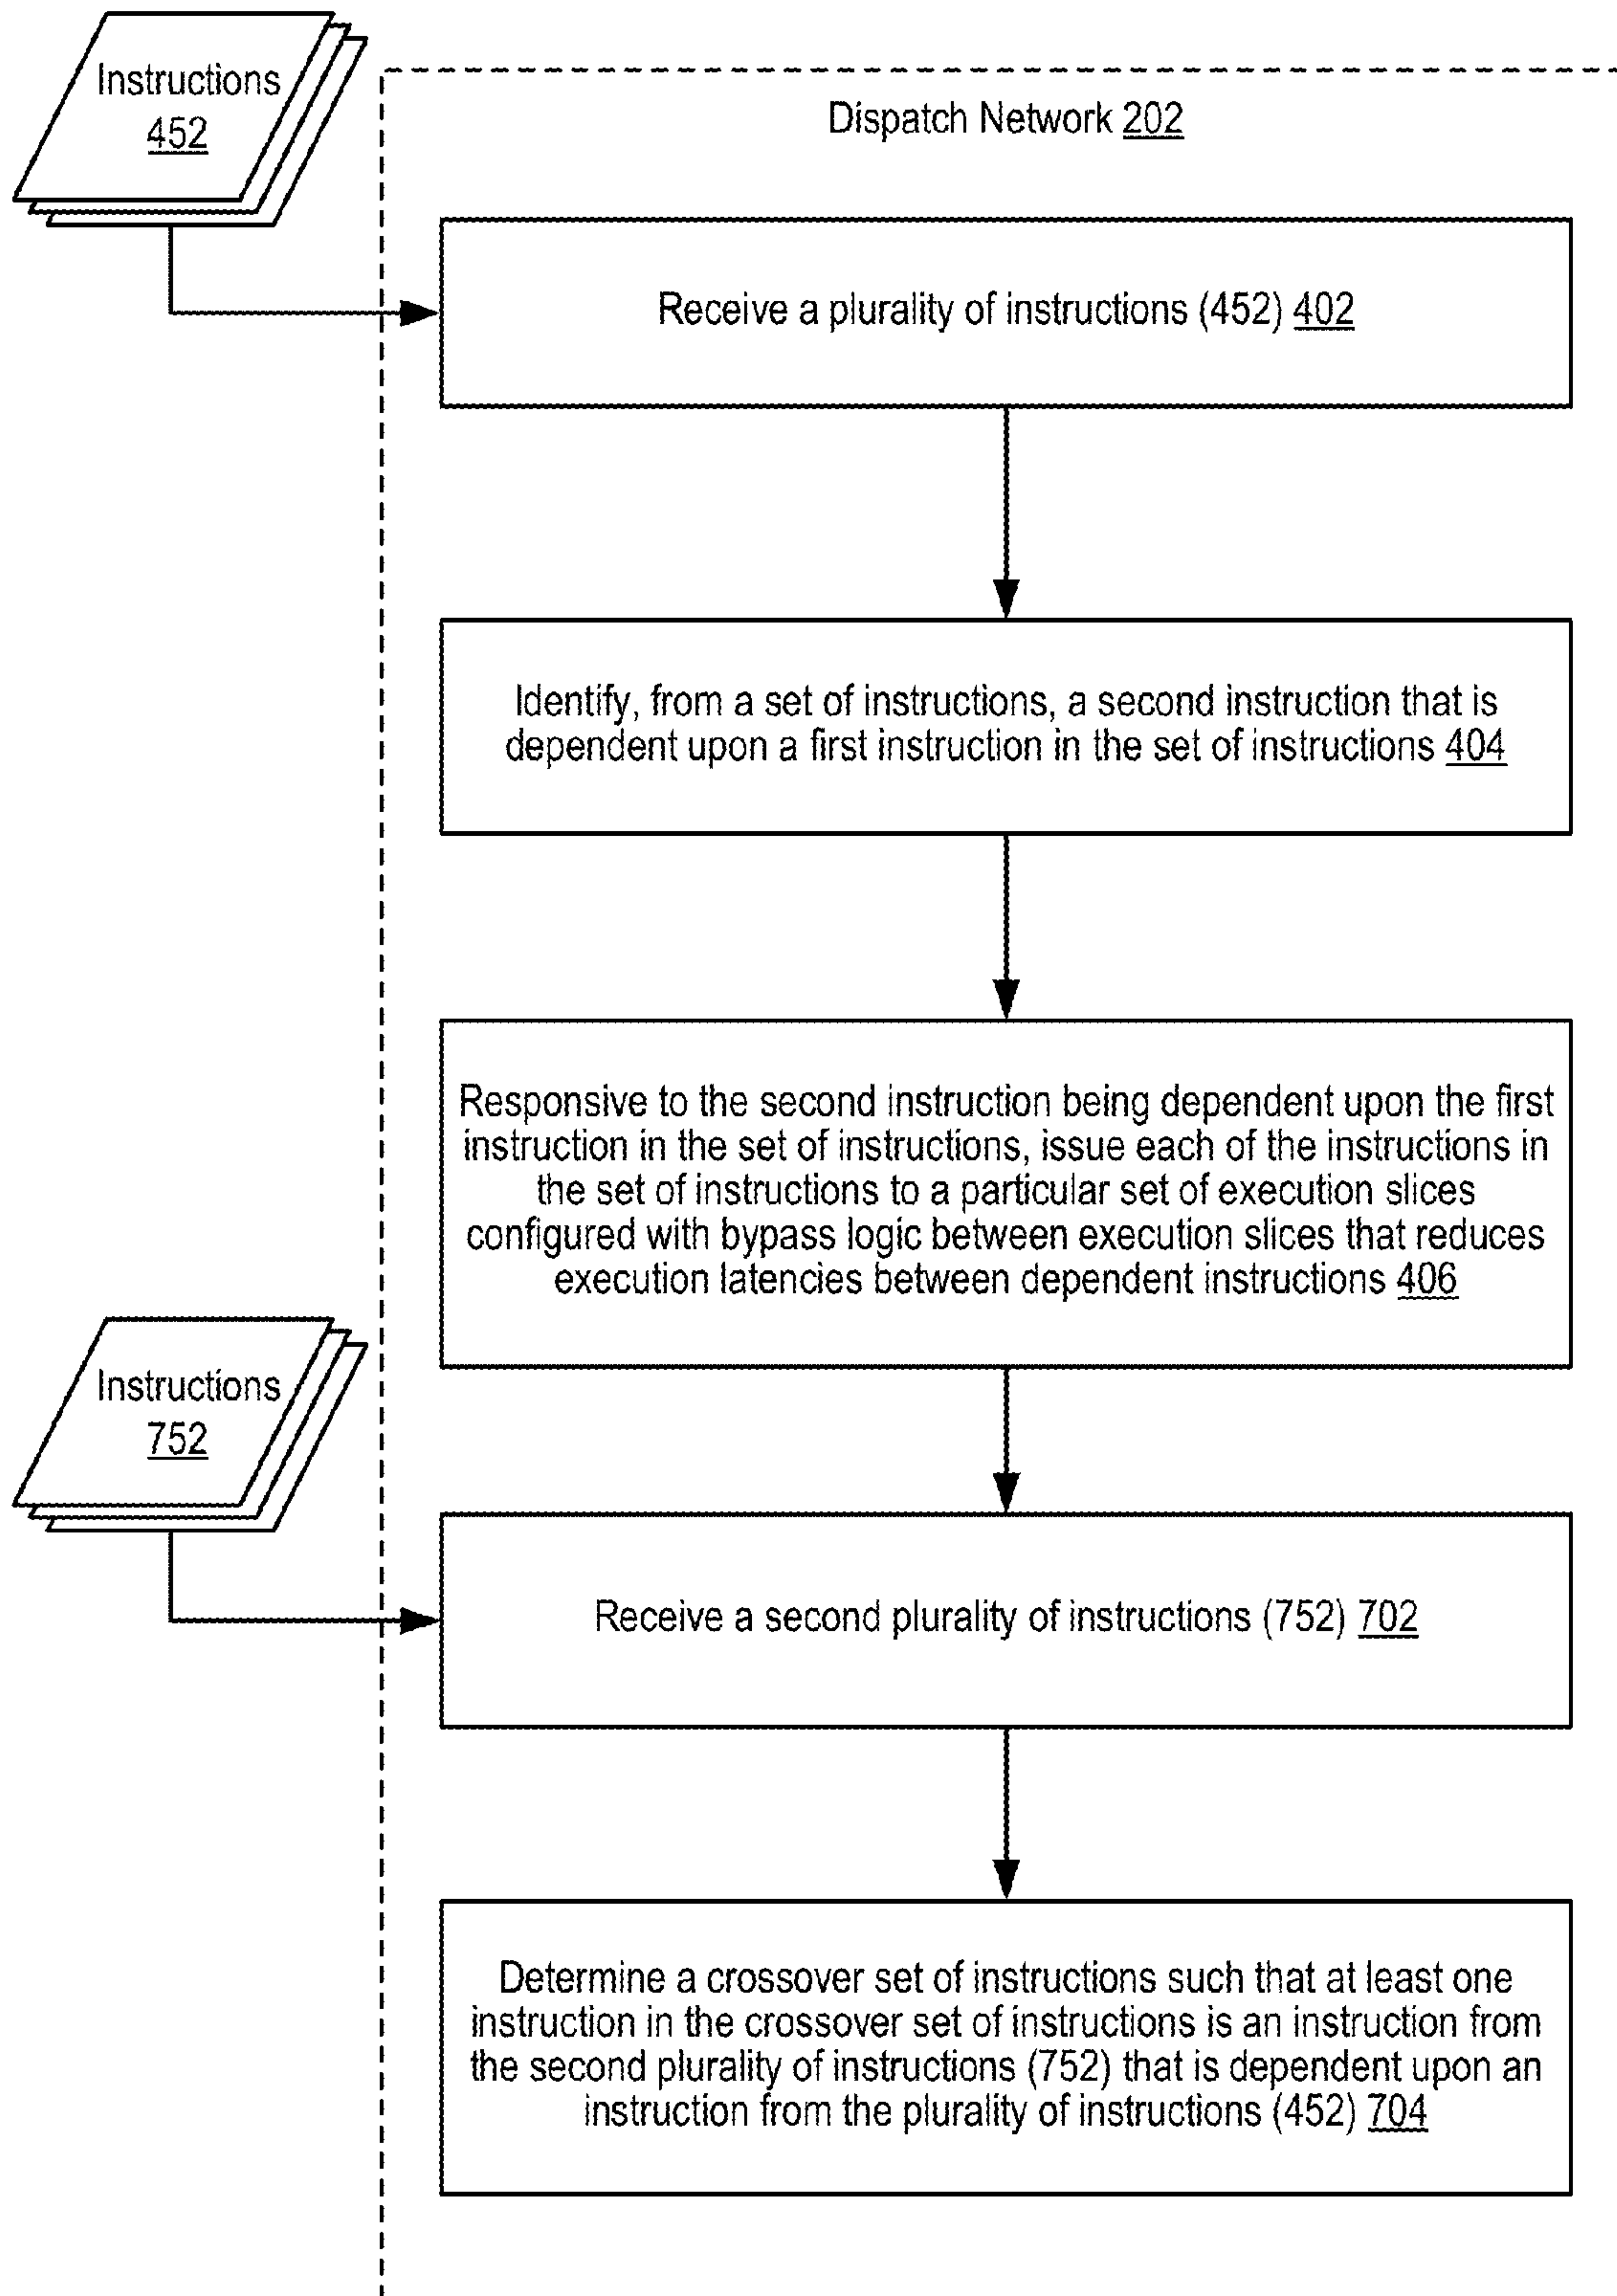 Instructions
452
Dispatch Network 202
Receive a plurality of instructions (452) 402
Identify, from a set of instructions, a second instruction that is
dependent upon a first instruction in the set of instructions 404
Responsive to the second instruction being dependent upon the first
instruction in the set of instructions, issue each of the instructions in
the set of instructions to a particular set of execution slices
configured with bypass logic between execution slices that reduces
execution latencies between dependent instructions 406
Instructions
752
Receive a second plurality of instructions (752) 702
Determine a crossover set of instructions such that at least one
instruction in the crossover set of instructions is an instruction from
the second plurality of instructions (752) that is dependent upon an
instruction from the plurality of instructions (452) 704